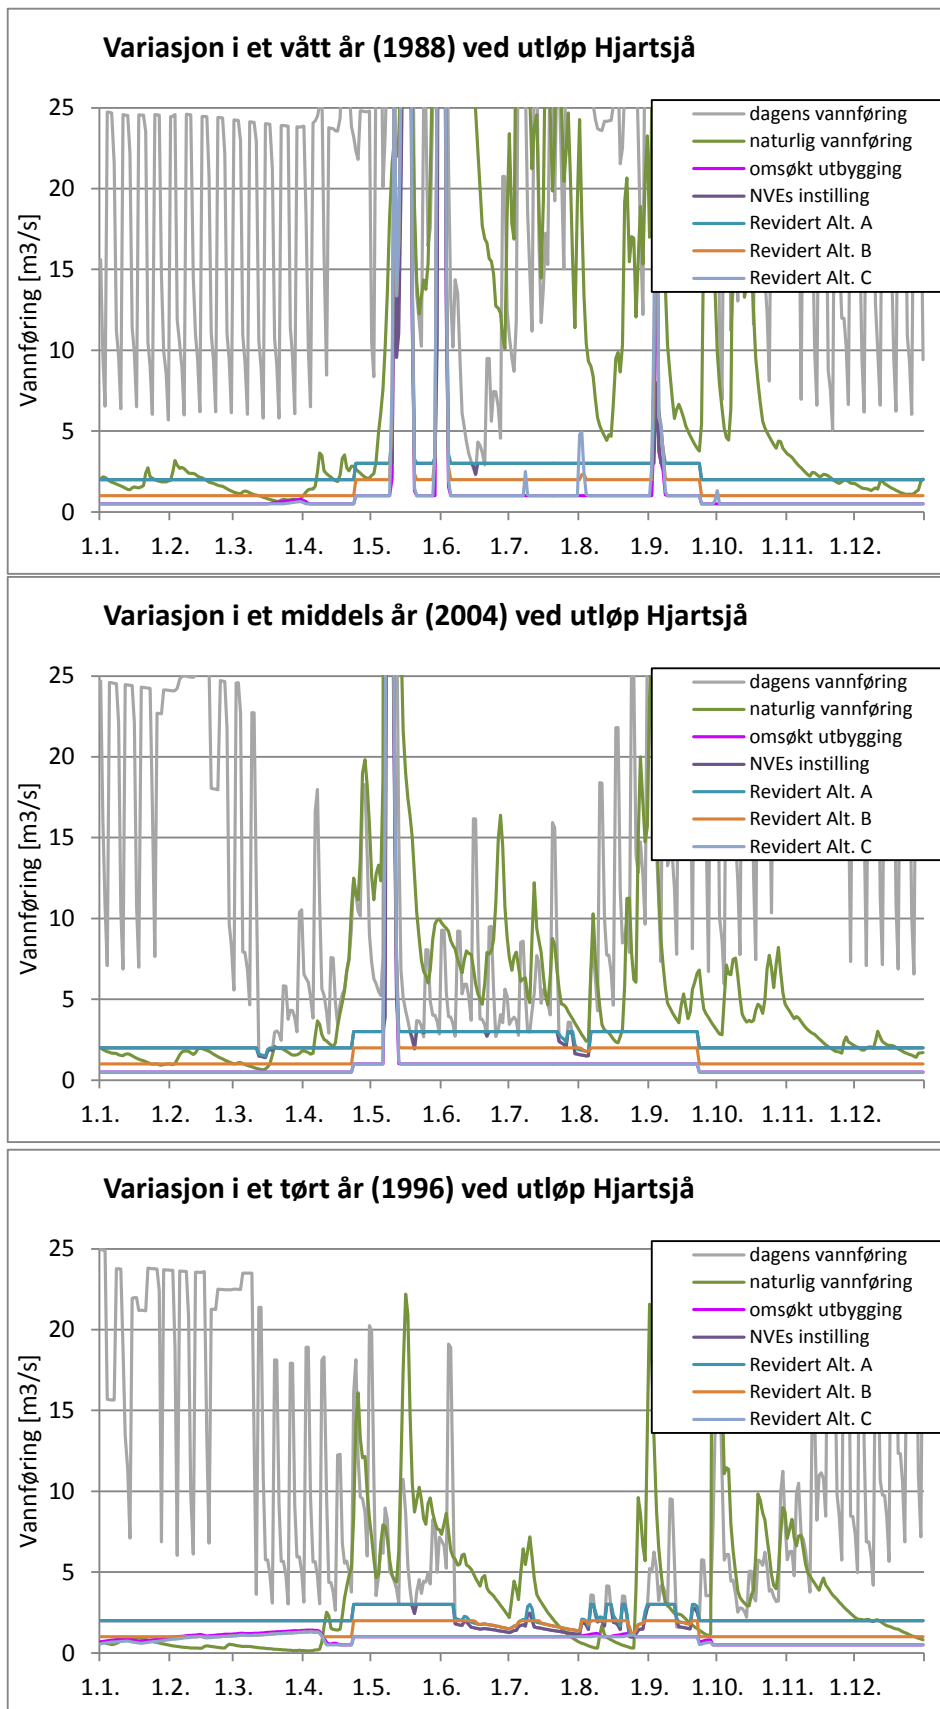 Variasjon i et vått år (1988) ved utløp Hjartsjå
Vannføring [m3/s]
25
20
15
10
5
0
1.1. 1.2. 1.3. 1.4. 1.5. 1.6. 1.7. 1.8. 1.9. 1.10. 1.11. 1.12.
dagens vannføring
naturlig vannføring
omsøkt utbygging
NVEs instilling
Revidert Alt. A
Revidert Alt. B
Revidert Alt. C
Variasjon i et middels år (2004) ved utløp Hjartsjå
Vannføring [m3/s]
25
20
15
10
5
0
1.1. 1.2. 1.3. 1.4. 1.5. 1.6. 1.7. 1.8. 1.9. 1.10. 1.11. 1.12.
dagens vannføring
naturlig vannføring
omsøkt utbygging
NVEs instilling
Revidert Alt. A
Revidert Alt. B
Revidert Alt. C
Variasjon i et tørt år (1996) ved utløp Hjartsjå
Vannføring [m3/s]
25
20
15
10
5
0
1.1. 1.2. 1.3. 1.4. 1.5. 1.6. 1.7. 1.8. 1.9. 1.10. 1.11. 1.12.
dagens vannføring
naturlig vannføring
omsøkt utbygging
NVEs instilling
Revidert Alt. A
Revidert Alt. B
Revidert Alt. C